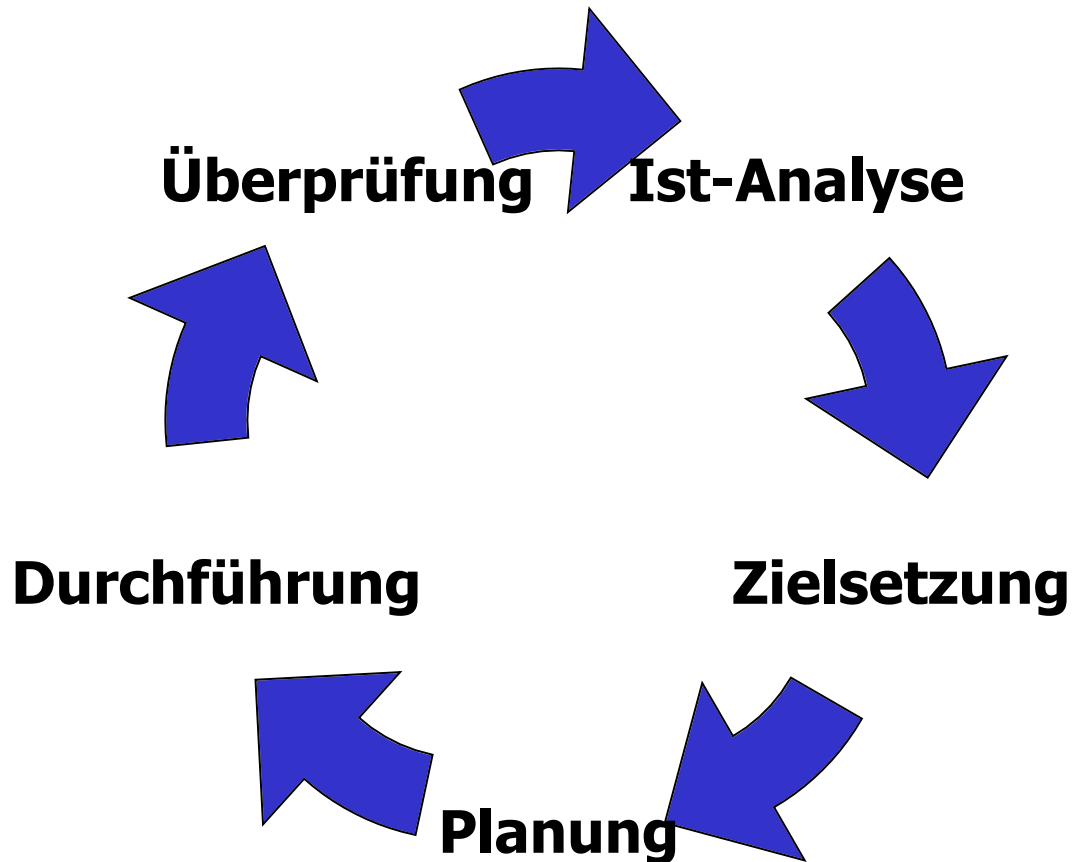 Überprüfung
Ist-Analyse
Durchführung
Zielsetzung
Planung